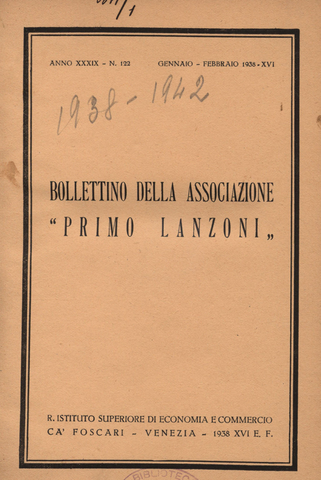 ANNO XXXIX - N. 122 GENNAIO - FEBBRAIO 1938 - XVI
1938 - 1942
BOLLETTINO DELLA ASSOCIAZIONE
“PRIMO LANZONI„
R. ISTITUTO SUPERIORE DI ECONOMIA E COMMERCIO
CA' FOSCARI - VENEZIA - 1938 XVI E. F.
BIBLIOTECA